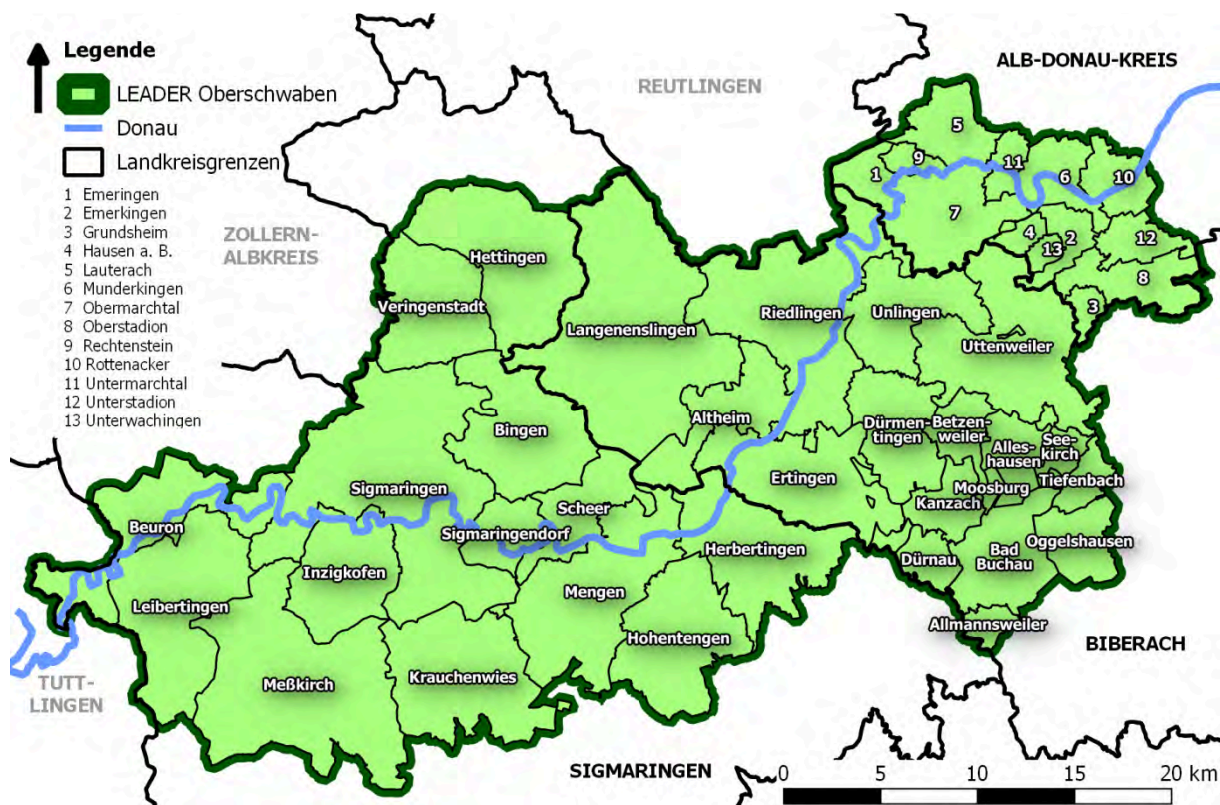 Legende
LEADER Oberschwaben
Donau
Landkreisgrenzen
1 Emeringen
2 Emerkingen
3 Grundsheim
4 Hausen a. B.
5 Lauterach
6 Munderkingen
7 Obermarchtal
8 Oberstadion
9 Rechtenstein
10 Rottenacker
11 Untermarchtal
12 Unterstadion
13 Unterwachingen
REUTLINGEN
ALB-DONAU-KREIS
ZOLLERN-
ALBKREIS
5
9
11
1
6
10
7
4
2
13
12
8
3
Hettingen
Veringenstadt
Langenenslingen
Riedlingen
Unlingen
Uttenweiler
Bingen
Altheim
Dürmen-
tingen
Betzen-
weiler
Alles-
hausen
See-
kirch
Sigmaringen
Ertingen
Kanzach
Moosburg
Tiefenbach
Scheer
Beuron
Sigmaringendorf
Herbertingen
Dürnau
Bad
Buchau
Oggelshausen
Inzigkofen
Leibertingen
Mengen
Hohentengen
Allmannsweiler
Meßkirch
Krauchenwies
BIBERACH
TUTT-
LINGEN
SIGMARINGEN
0 5 10 15 20 km